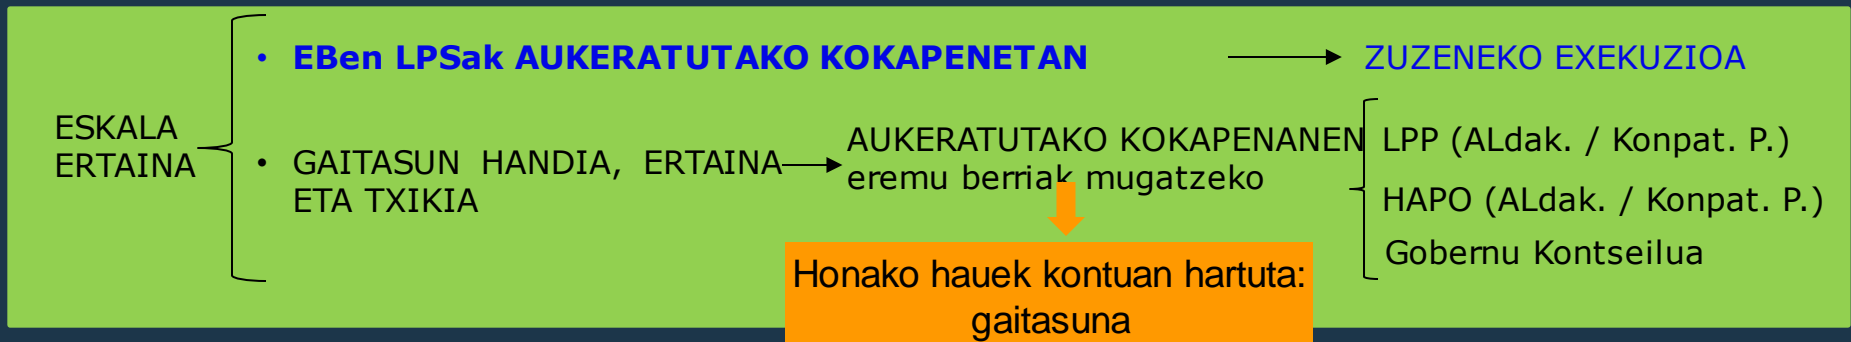 ESKALA
ERTAINA
• EBen LPSak AUKERATUTAKO KOKAPENETAN
ZUZENEKO EXEKUZIOA
• GAITASUN HANDIA, ERTAINA
ETA TXIKIA
AUKERATUTAKO KOKAPENANEN
eremu berriak mugatzeko
LPP (ALdak. / Konpat. P.)
HAPO (ALdak. / Konpat. P.)
Gobernu Kontseilua
Honako hauek kontuan hartuta:
gaitasuna